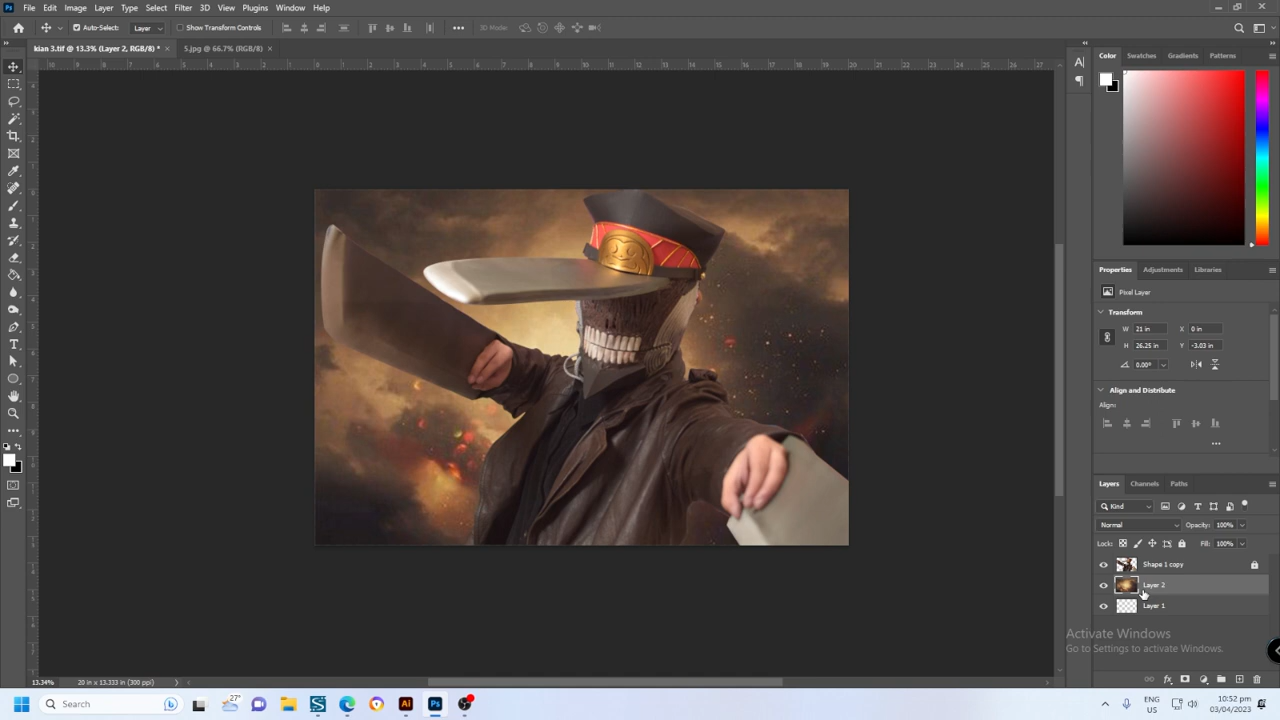 File Edit Image Layer Type Select Filter 3D View Plugins Window Help
Auto-Select: Layer Show Transform Controls 3D Mode:
kian 3.tif @ 13.3% (Layer 2, RGB/8) * 5.jpg @ 66.7% (RGB/8)
Color Swatches Gradients Patterns
Properties Adjustments Libraries
Pixel Layer
Transform
W 21 in X 0 in
H 26.25 in Y -3.03 in
0.00°
Align and Distribute
Align:
Layers Channels Paths
Kind
Normal Opacity: 100%
Lock: Fill: 100%
Shape 1 copy
Layer 2
Layer 1
Activate Windows
Go to Settings to activate Windows.
13.34% 20 in x 13.333 in (300 ppi)
Search 27° ENG US 10:52 pm 03/04/2023